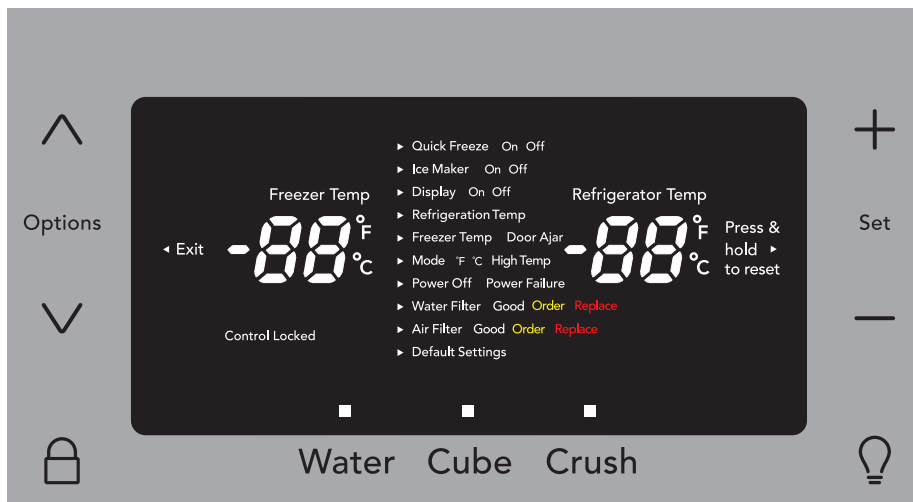 Options
◂ Exit
Freezer Temp
-88 °F °C
Control Locked
▸ Quick Freeze On Off
▸ Ice Maker On Off
▸ Display On Off
▸ Refrigeration Temp
▸ Freezer Temp Door Ajar
▸ Mode °F °C High Temp
▸ Power Off Power Failure
▸ Water Filter Good Order Replace
▸ Air Filter Good Order Replace
▸ Default Settings
Refrigerator Temp
-88 °F °C
Press &
hold ▸
to reset
+
Set
−
Water Cube Crush